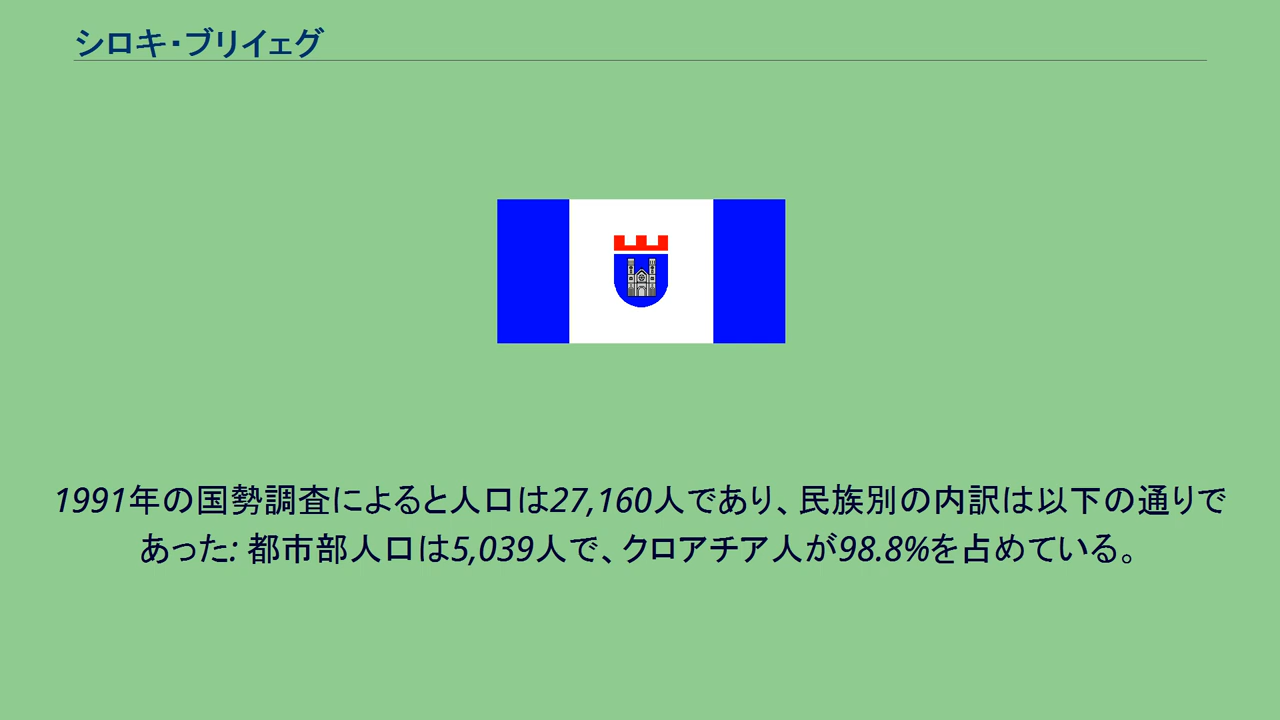 シロキ・ブリイェグ
1991年の国勢調査によると人口は27,160人であり、民族別の内訳は以下の通りで
あった: 都市部人口は5,039人で、クロアチア人が98.8%を占めている。